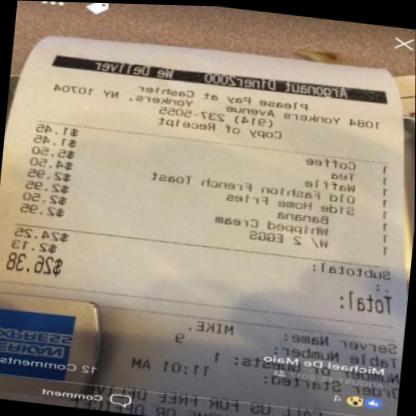 Argonaut Diner2000 We Deliver
Please Pay at Cashier
1084 Yonkers Avenue Yonkers, NY 10704
(914) 237-5055
Copy of Receipt
1 Coffee $1.45
1 Tea $1.45
1 Waffle $5.50
1 Old Fashion French Toast $4.50
1 Side Home Fries $2.95
1 Banana $2.95
1 Whipped Cream $2.50
1 W/ 2 EGGS $2.95
Subtotal: $24.25
$2.13
Total: $26.38
Server Name: MIKE.
Table Number: 9
Guests: 1
Started: 11:01 AM
Michael De Maio
4
12 Comments
Comment